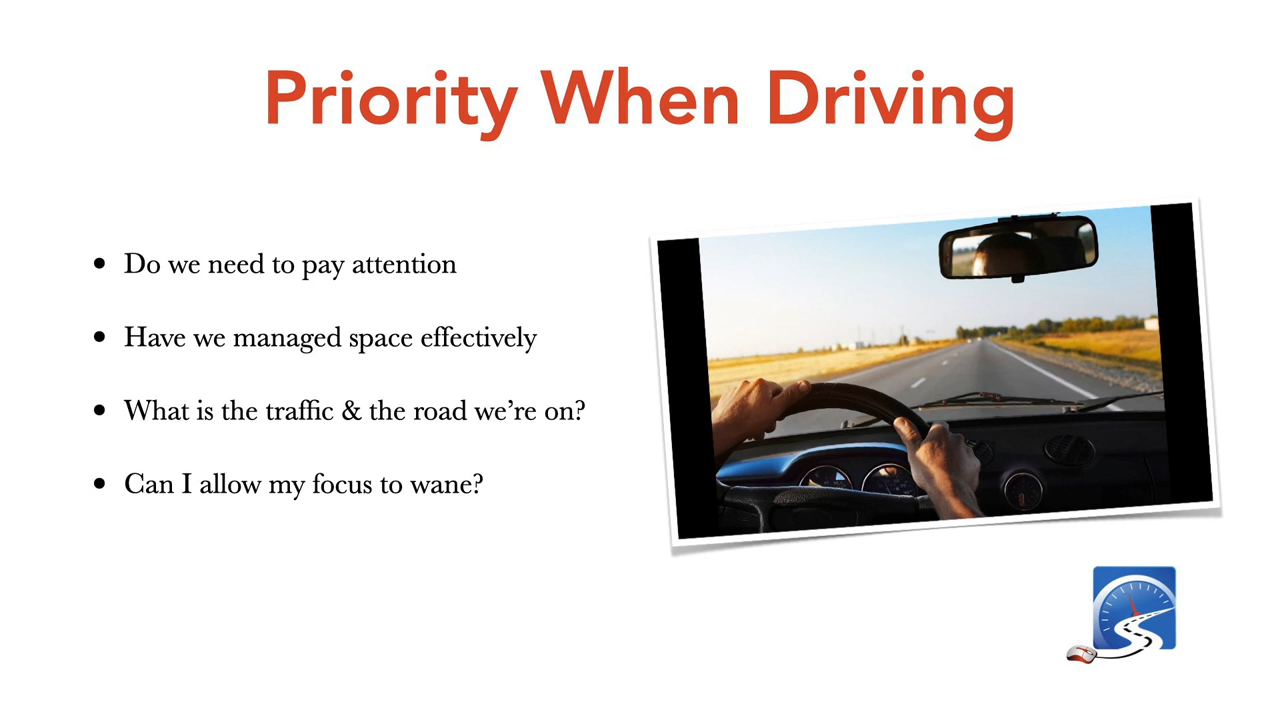 Priority When Driving
Do we need to pay attention
Have we managed space effectively
What is the traffic & the road we’re on?
Can I allow my focus to wane?